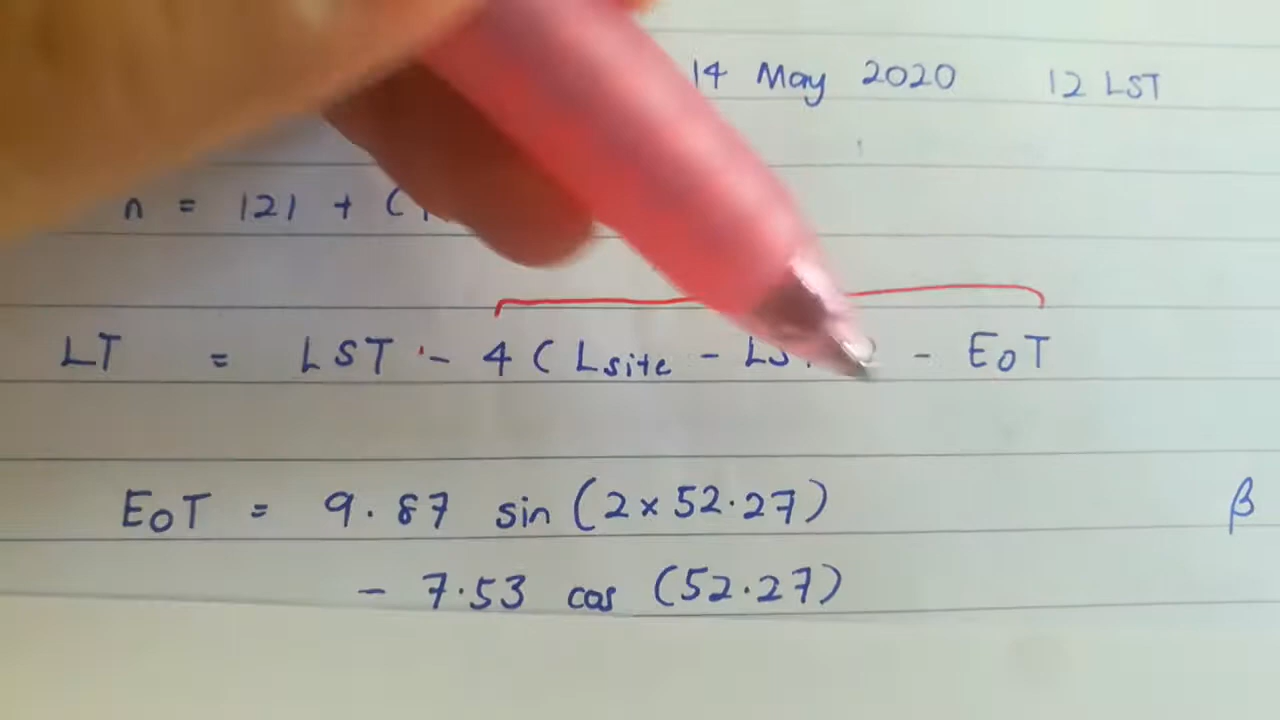 14 May 2020 12 LST
n = 121 + (
LT = LST - 4 ( Lsite - - EoT
EoT = 9.87 sin (2 × 52.27) β
- 7.53 cos (52.27)